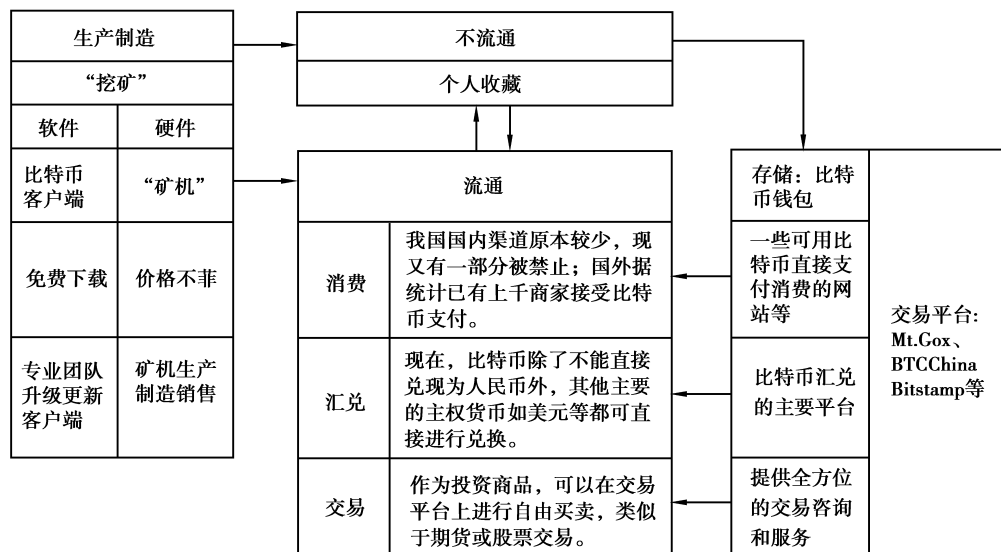 生产制造
“挖矿”
软件
硬件
比特币
客户端
“矿机”
免费下载
价格不菲
专业团队
升级更新
客户端
矿机生产
制造销售
不流通
个人收藏
流通
消费
我国国内渠道原本较少，现
又有一部分被禁止；国外据
统计已有上千商家接受比特
币支付。
汇兑
现在，比特币除了不能直接
兑现为人民币外，其他主要
的主权货币如美元等都可直
接进行兑换。
交易
作为投资商品，可以在交易
平台上进行自由买卖，类似
于期货或股票交易。
存储：比特
币钱包
一些可用比
特币直接支
付消费的网
站等
比特币汇兑
的主要平台
提供全方位
的交易咨询
和服务
交易平台:
Mt.Gox、
BTCChina
Bitstamp等